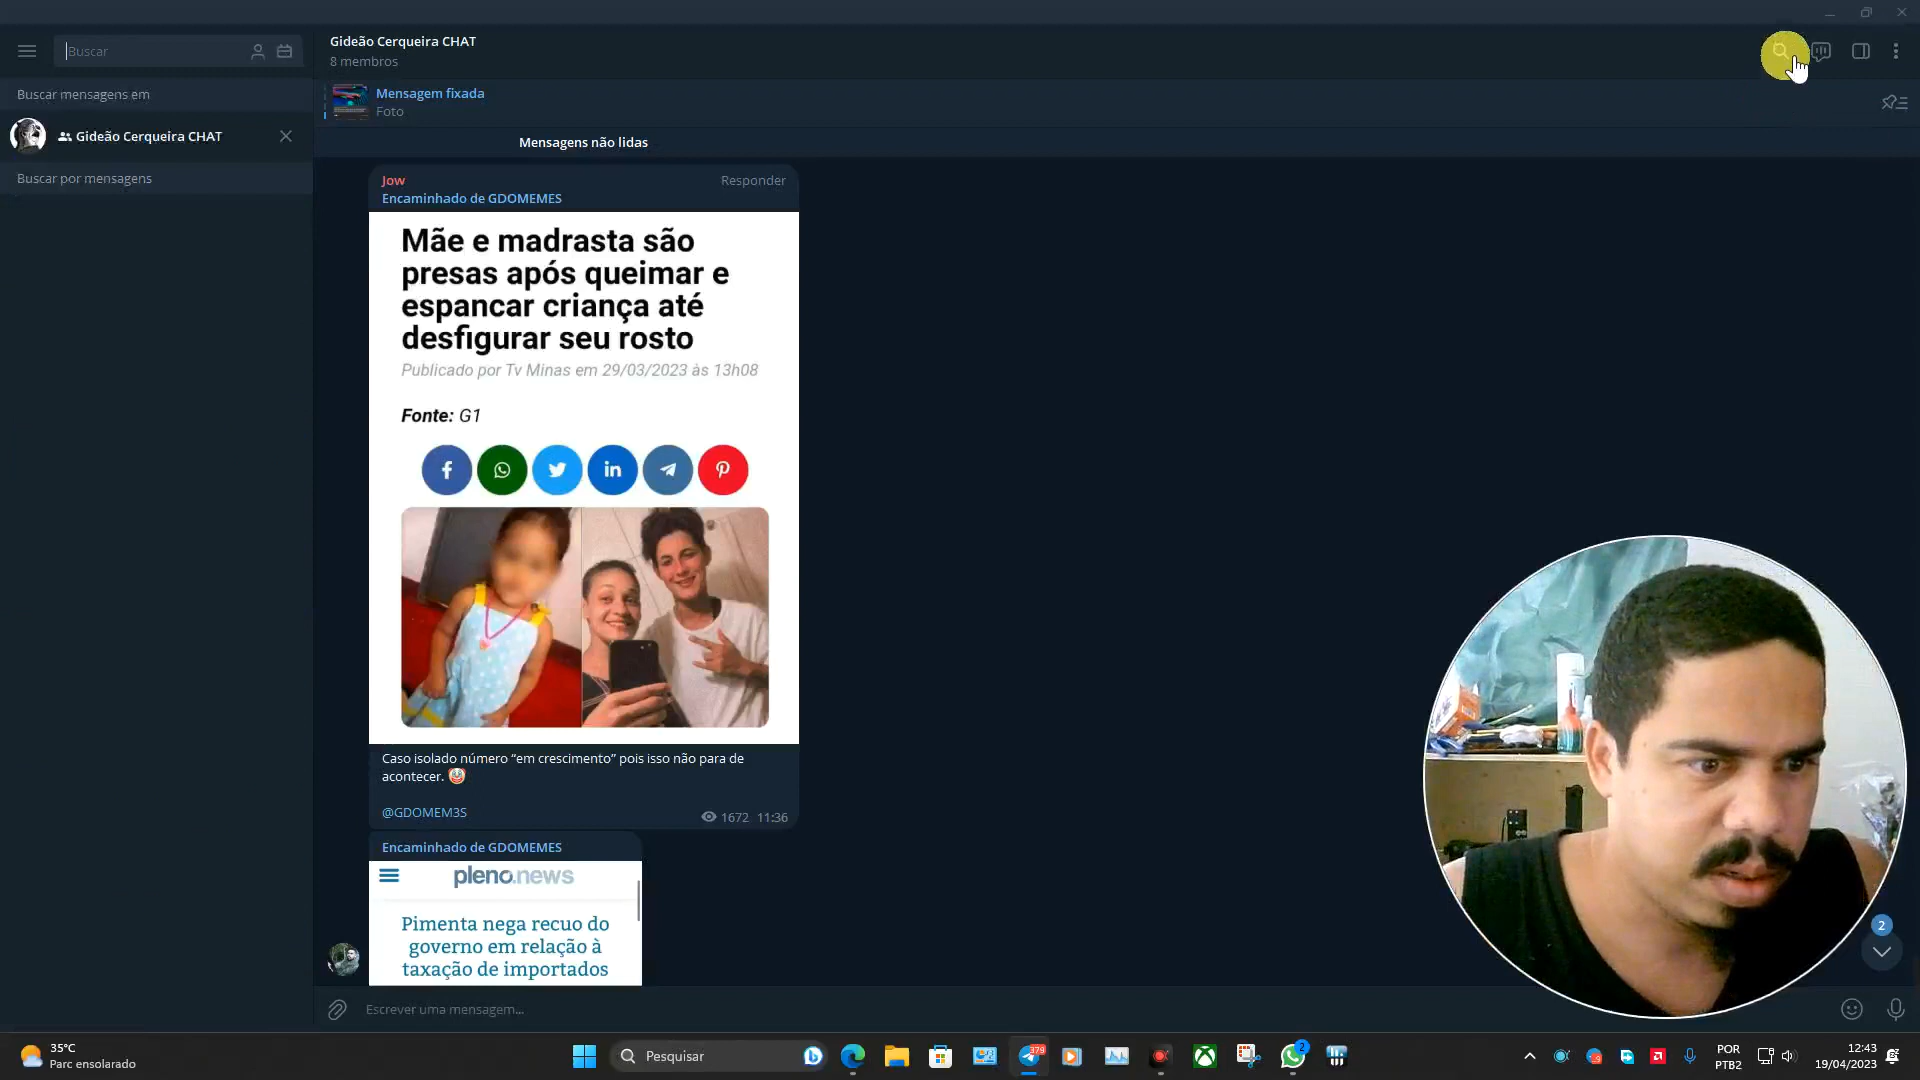 Buscar
Buscar mensagens em
Gideão Cerqueira CHAT
Buscar por mensagens
Gideão Cerqueira CHAT
8 membros
Mensagem fixada
Foto
Mensagens não lidas
Jow
Responder
Encaminhado de GDOMEMES
Mãe e madrasta são
presas após queimar e
espancar criança até
desfigurar seu rosto
Publicado por Tv Minas em 29/03/2023 às 13h08
Fonte: G1
Caso isolado número “em crescimento” pois isso não para de
acontecer. 🤡
@GDOMEM3S
1672 11:36
Encaminhado de GDOMEMES
pleno.news
Pimenta nega recuo do
governo em relação à
taxação de importados
2
Escrever uma mensagem...
35°C
Parc ensolarado
Pesquisar
379
2
POR
PTB2
12:43
19/04/2023